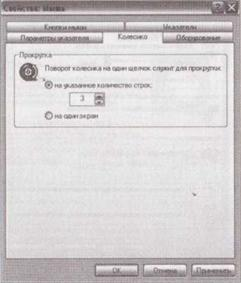 Свойства: Мышь
Кнопки мыши Указатели
Параметры указателя Колесико Оборудование
Прокрутка
Поворот колесика на один щелчок служит для прокрутки:
на указанное количество строк:
3
на один экран
OK Отмена Применить